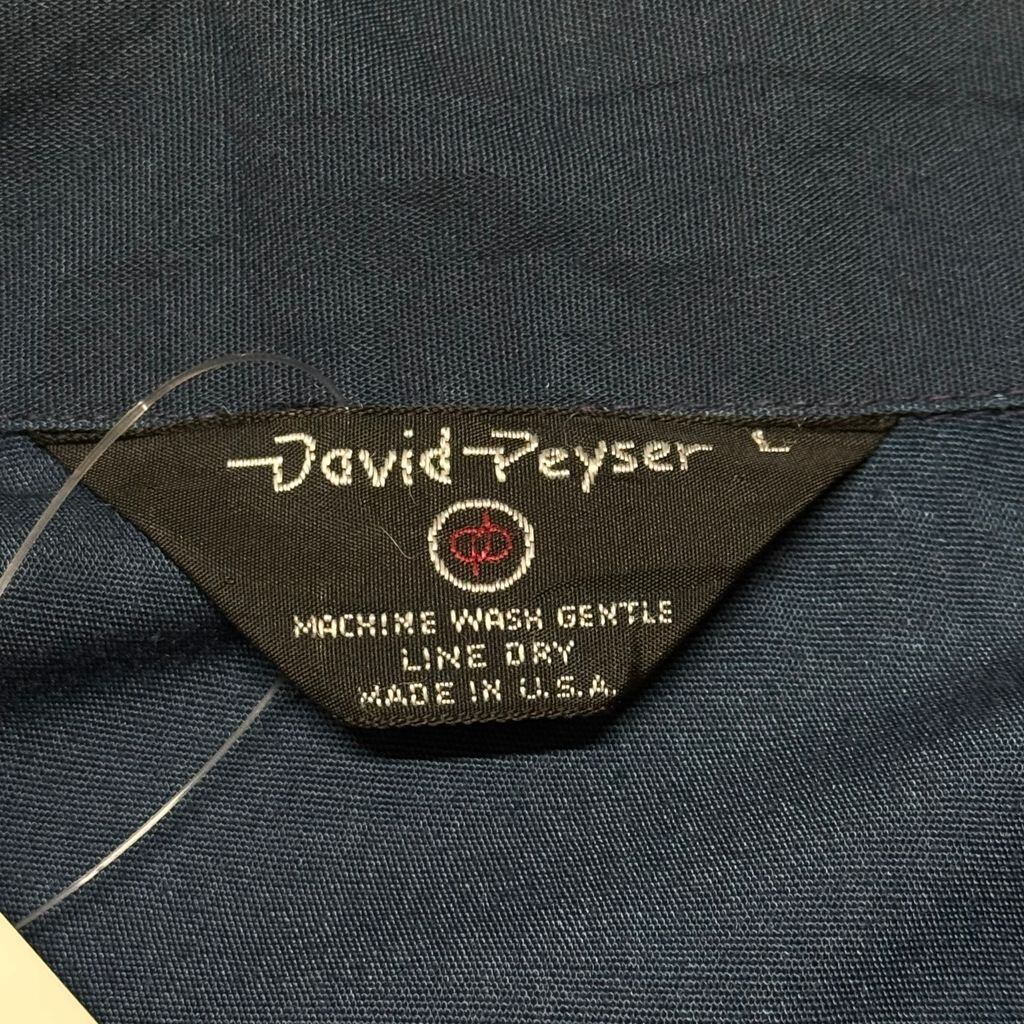 David Peyser L
MACHINE WASH GENTLE
LINE DRY
MADE IN U.S.A.